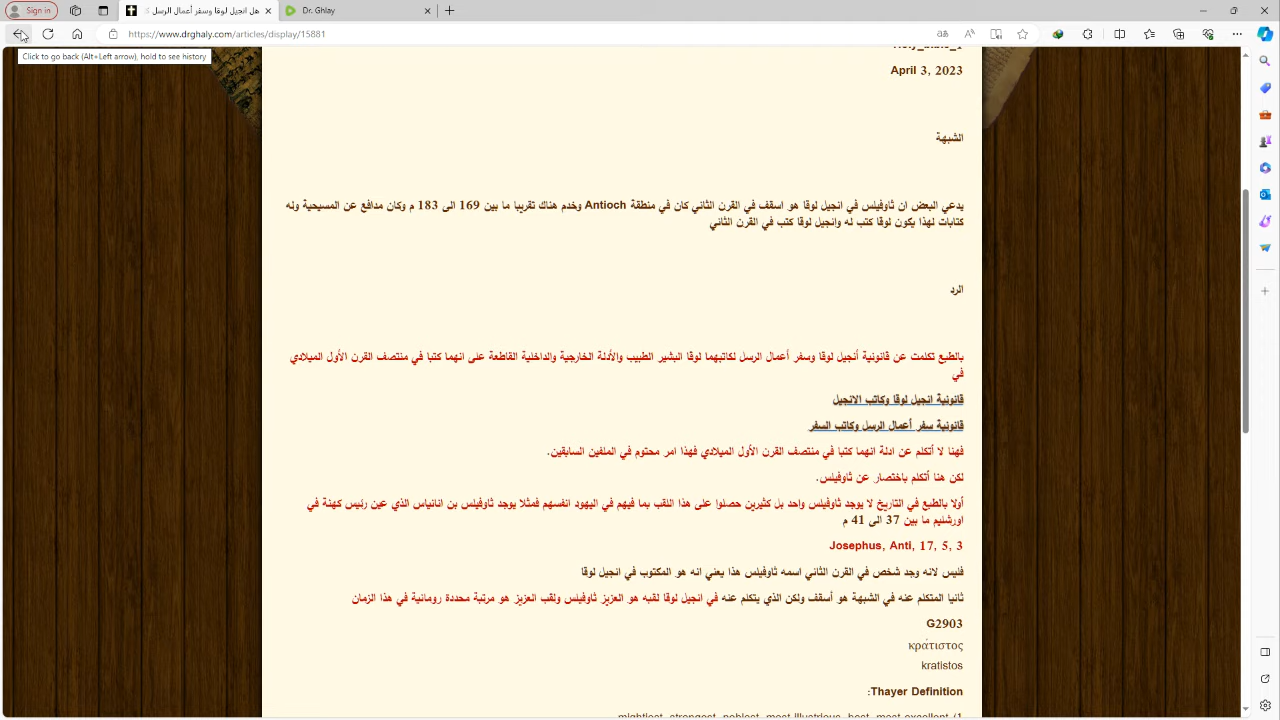 سفر أعمال الرسل
Dr. Ghaly
Sign in
https://www.drghaly.com/articles/display/15881
Click to go back (Alt+Left arrow), hold to see history
Holy_bible_1
April 3, 2023
الشبهة
يدعي البعض ان ثاوفيلس في انجيل لوقا هو اسقف في القرن الثاني كان في منطقة Antioch وخدم هناك تقريبا ما بين 169 الى 183 م وكان مدافع عن المسيحية وله
كتابات لهذا يكون لوقا كتب له وانجيل لوقا كتب في القرن الثاني
الرد
بالطبع تكلمت عن قانونية أنجيل لوقا وسفر أعمال الرسل لكاتبهما لوقا البشير الطبيب والأدلة الخارجية والداخلية القاطعة على انهما كتبا في منتصف القرن الأول الميلادي
في
قانونية انجيل لوقا وكاتب الانجيل
قانونية سفر أعمال الرسل وكاتب السفر
فهنا لا أتكلم عن ادلة انهما كتبا في منتصف القرن الأول الميلادي فهذا امر محتوم في الملفين السابقين.
لكن هنا أتكلم باختصار عن ثاوفيلس.
أولا بالطبع في التاريخ لا يوجد ثاوفيلس واحد بل كثيرين حصلوا على هذا اللقب بما فيهم في اليهود انفسهم فمثلا يوجد ثاوفيلس بن انانياس الذي عين رئيس كهنة في
اورشليم ما بين 37 الى 41 م
Josephus, Anti, 17, 5, 3
فليس لانه وجد شخص في القرن الثاني اسمه ثاوفيلس هذا يعني انه هو المكتوب في انجيل لوقا
ثانيا المتكلم عنه في الشبهة هو أسقف ولكن الذي يتكلم عنه في انجيل لوقا لقبه هو العزيز ثاوفيلس ولقب العزيز هو مرتبة محددة رومانية في هذا الزمان
G2903
κράτιστος
kratistos
Thayer Definition:
1) mightiest, strongest, noblest, most illustrious, best, most excellent